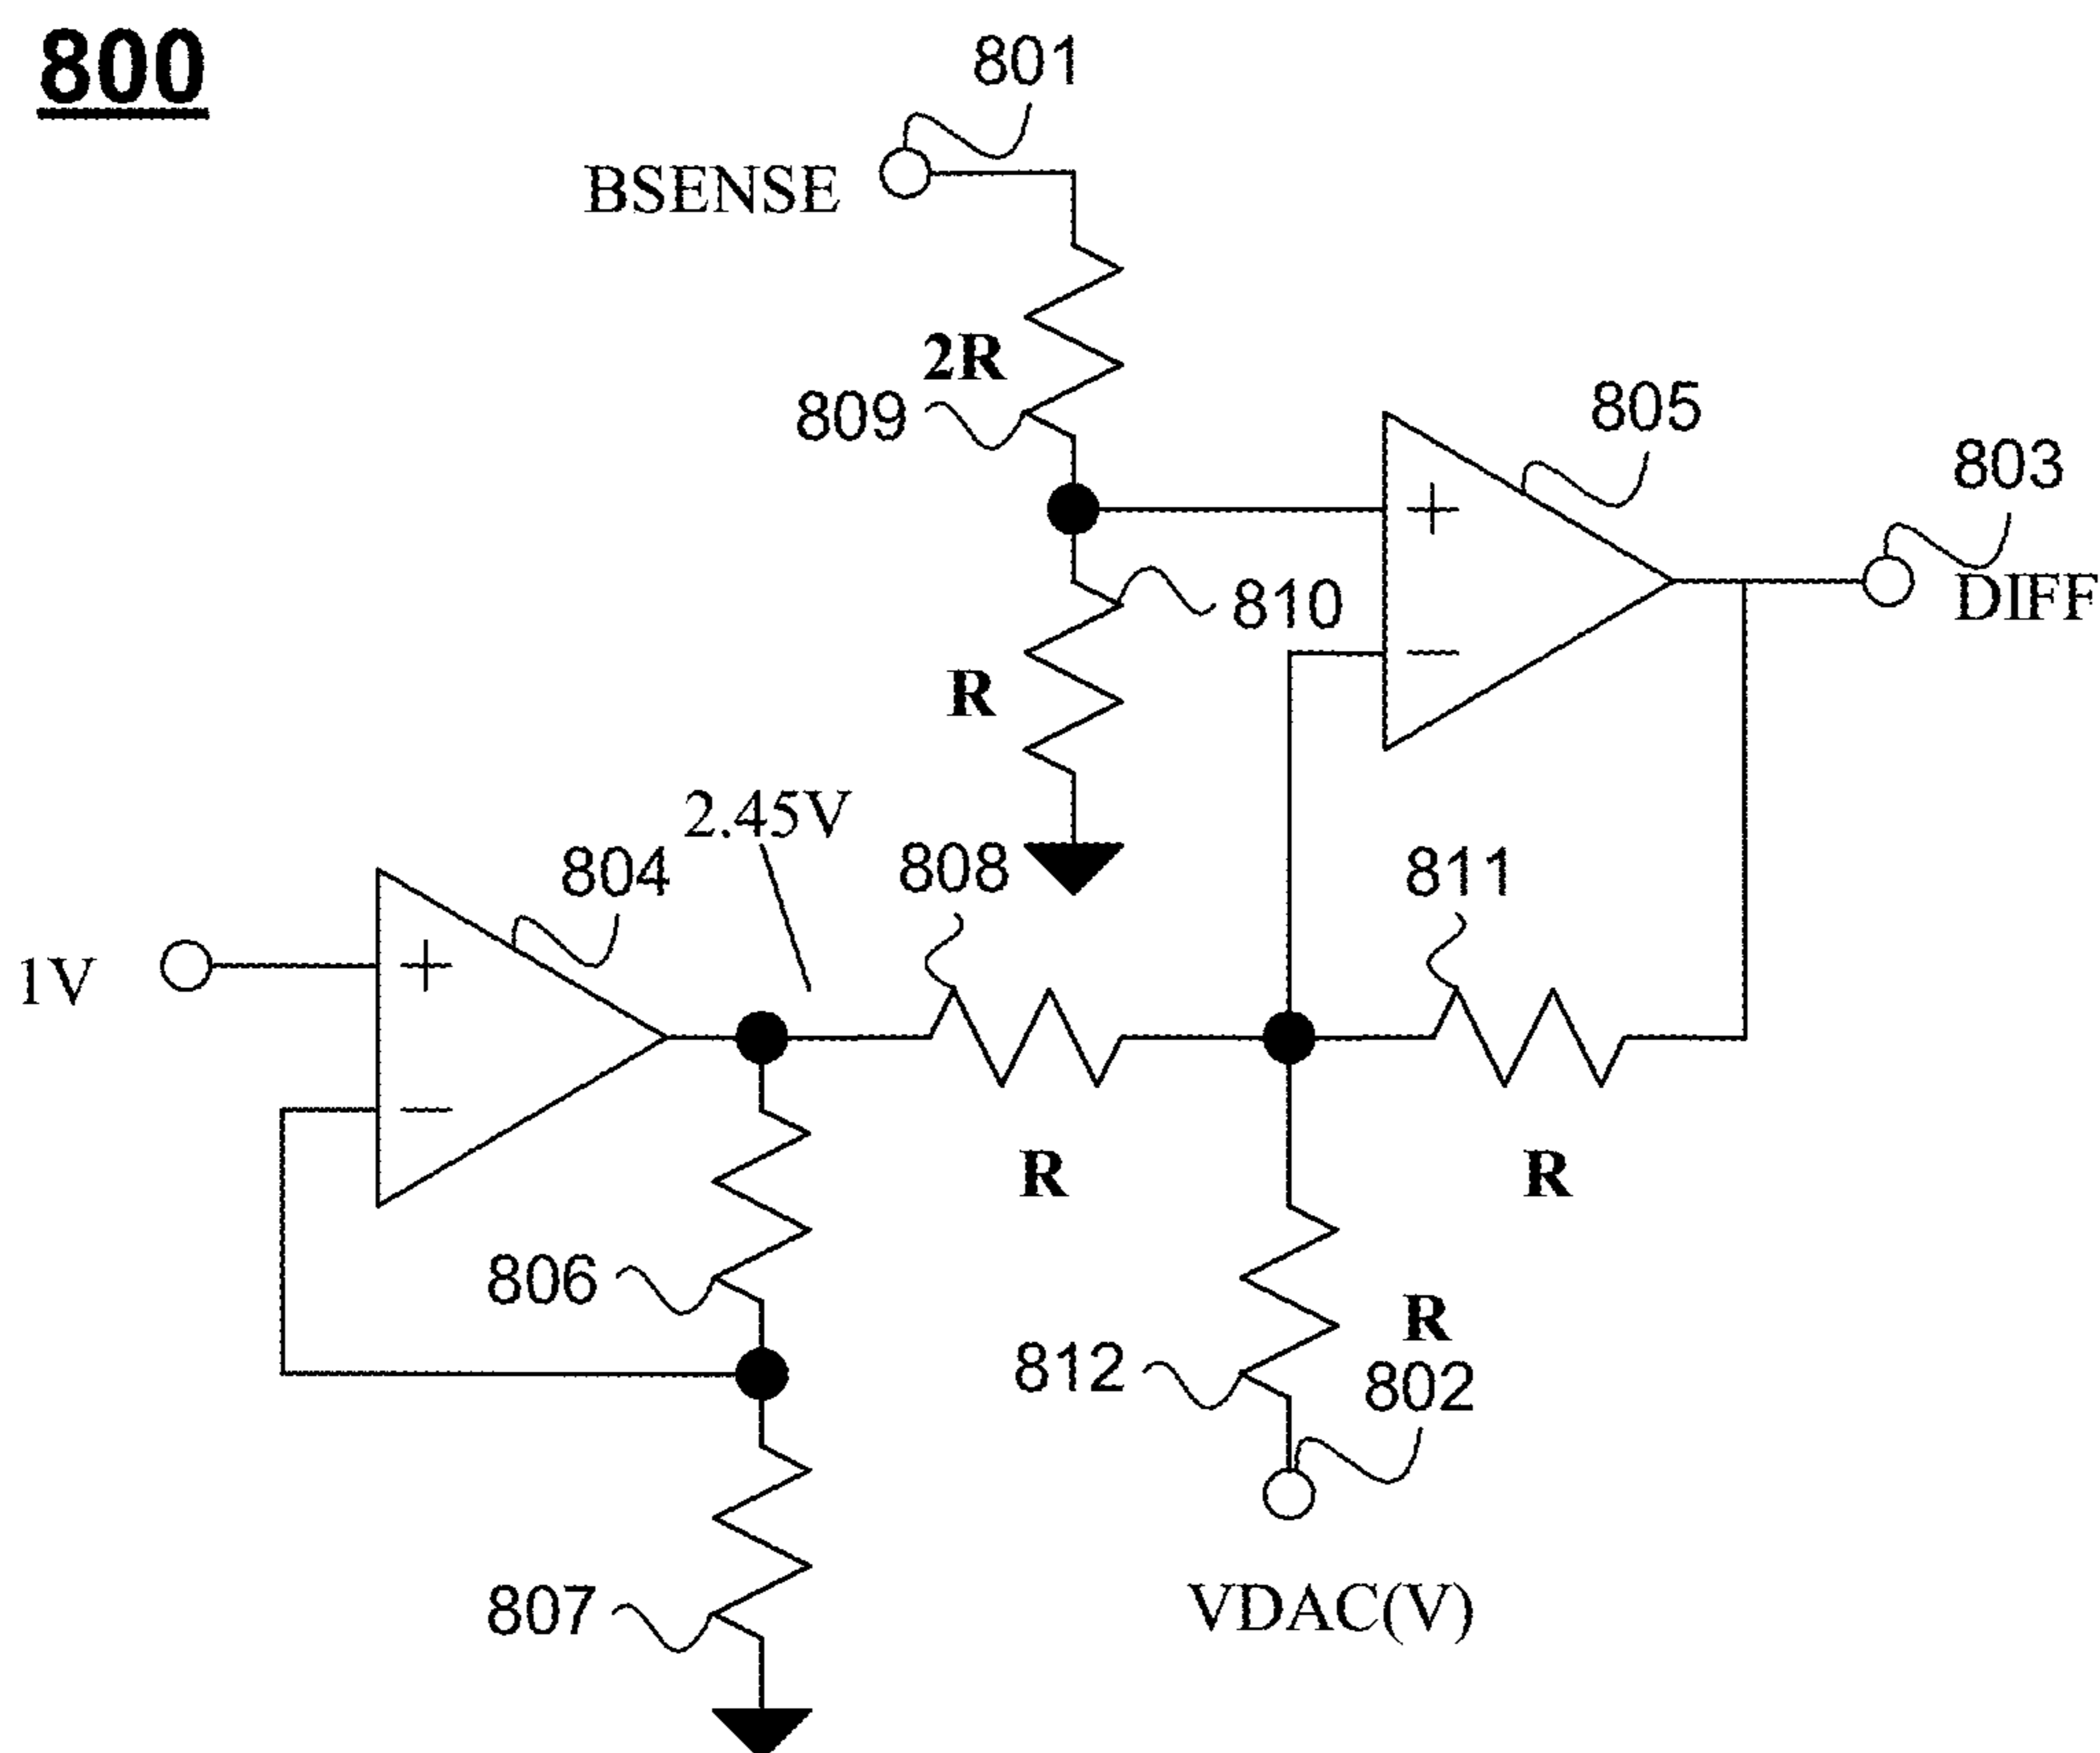 800
801
BSENSE
2R
809
805
803
DIFF
810
R
2.45V
804
808
811
1V
R
R
806
R
812
802
807
VDAC(V)